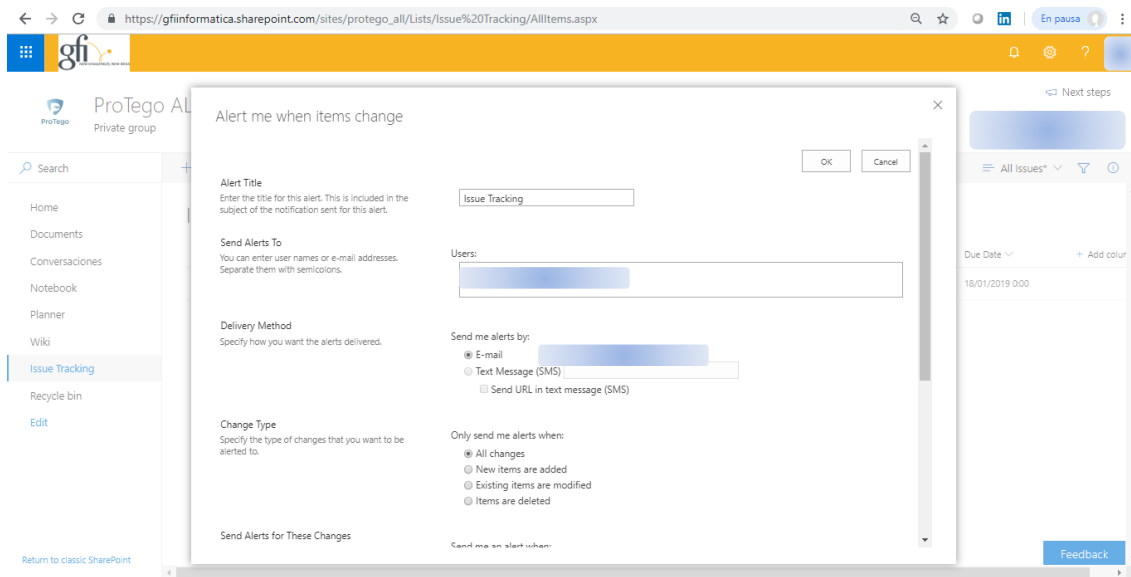 https://gfiinformatica.sharepoint.com/sites/protego_all/Lists/Issue%20Tracking/AllItems.aspx
En pausa
gfi
ProTego
ProTego AL
Private group
Next steps
Search
All Issues*
Home
Documents
Conversaciones
Notebook
Planner
Wiki
Issue Tracking
Recycle bin
Edit
Return to classic SharePoint
Alert me when items change
OK
Cancel
Alert Title
Enter the title for this alert. This is included in the
subject of the notification sent for this alert.
Issue Tracking
Send Alerts To
You can enter user names or e-mail addresses.
Separate them with semicolons.
Users:
Delivery Method
Specify how you want the alerts delivered.
Send me alerts by:
E-mail
Text Message (SMS)
Send URL in text message (SMS)
Change Type
Specify the type of changes that you want to be
alerted to.
Only send me alerts when:
All changes
New items are added
Existing items are modified
Items are deleted
Send Alerts for These Changes
Send me an alert when:
Due Date
+ Add colur
18/01/2019 0:00
Feedback